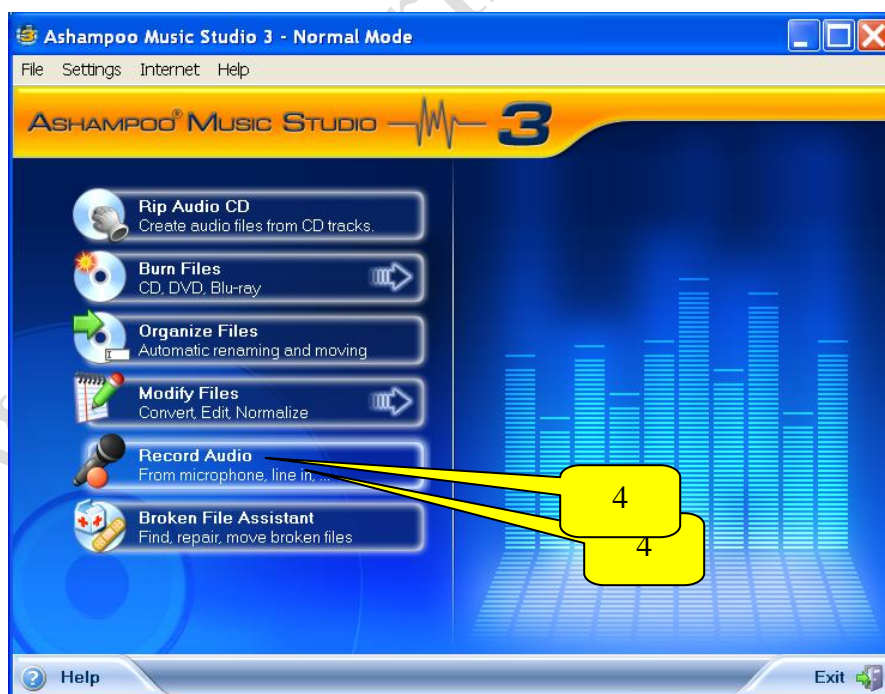 Ashampoo Music Studio 3 - Normal Mode
File Settings Internet Help
ASHAMPOO® MUSIC STUDIO 3
Rip Audio CD
Create audio files from CD tracks.
Burn Files
CD, DVD, Blu-ray
Organize Files
Automatic renaming and moving
Modify Files
Convert, Edit, Normalize
Record Audio
From microphone, line in, ...
4
4
Broken File Assistant
Find, repair, move broken files
Help Exit